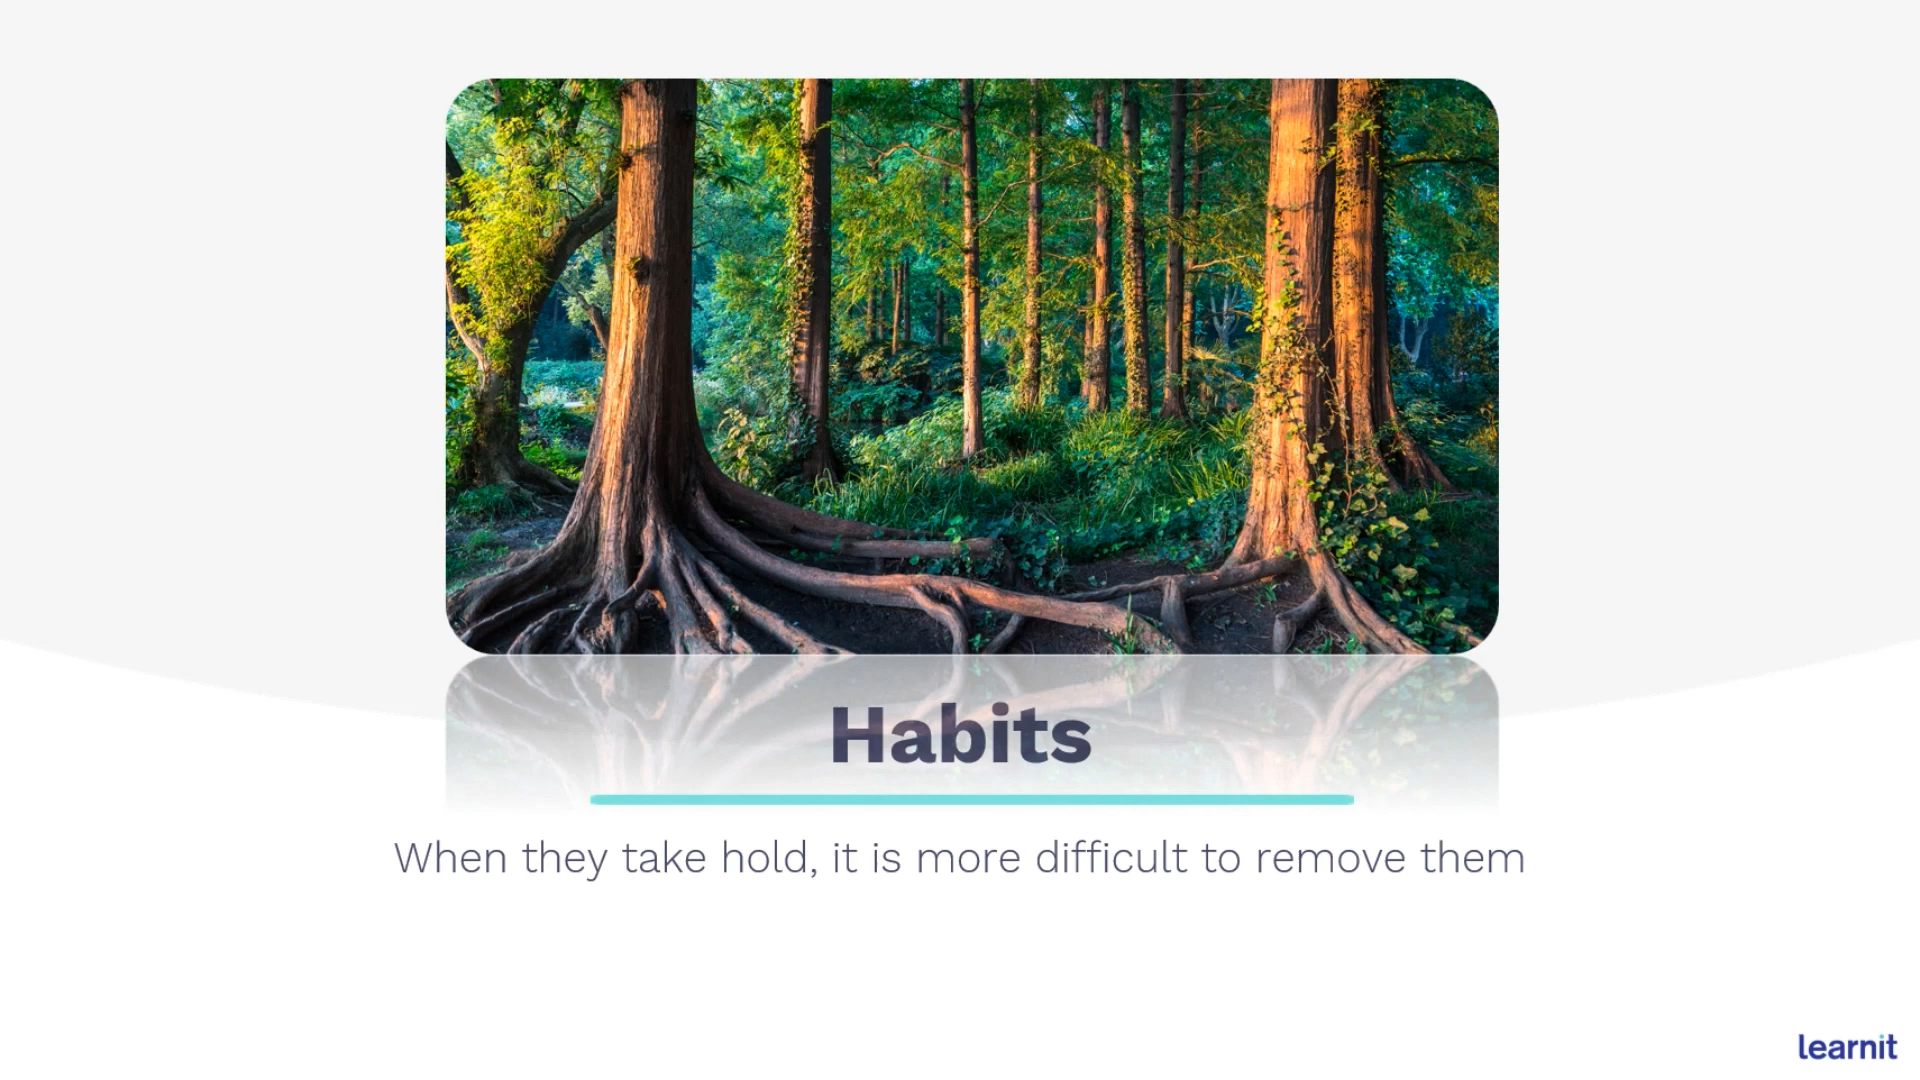 Habits
When they take hold, it is more difficult to remove them
learnit